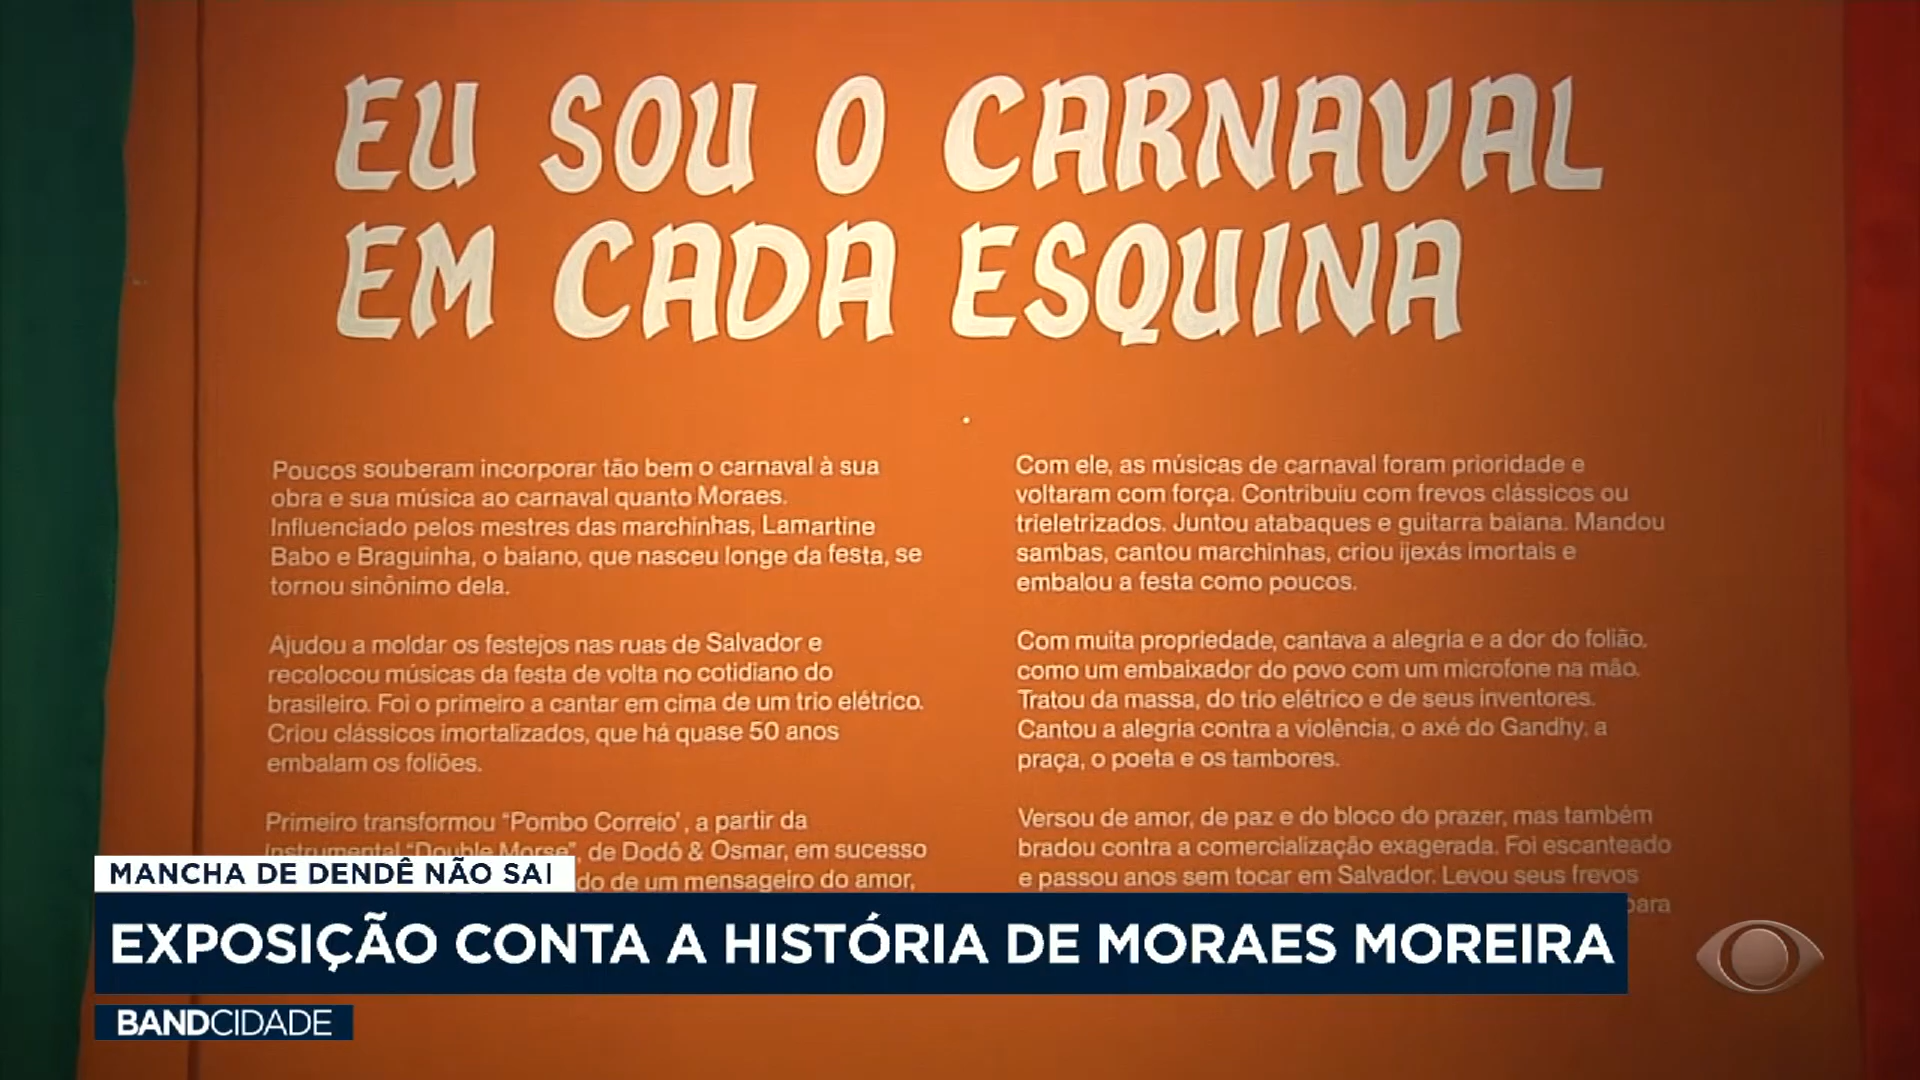 EU SOU O CARNAVAL
EM CADA ESQUINA
Poucos souberam incorporar tão bem o carnaval à sua
obra e sua música ao carnaval quanto Moraes.
Influenciado pelos mestres das marchinhas, Lamartine
Babo e Braguinha, o baiano, que nasceu longe da festa, se
tornou sinônimo dela.
Ajudou a moldar os festejos nas ruas de Salvador e
recolocou músicas da festa de volta no cotidiano do
brasileiro. Foi o primeiro a cantar em cima de um trio elétrico.
Criou clássicos imortalizados, que há quase 50 anos
embalam os foliões.
Primeiro transformou "Pombo Correio", a partir da
instrumental "Double Morse", de Dodô & Osmar, em sucesso
do de um mensageiro do amor,
Com ele, as músicas de carnaval foram prioridade e
voltaram com força. Contribuiu com frevos clássicos ou
trieletrizados. Juntou atabaques e guitarra baiana. Mandou
sambas, cantou marchinhas, criou ijexás imortais e
embalou a festa como poucos.
Com muita propriedade, cantava a alegria e a dor do folião,
como um embaixador do povo com um microfone na mão.
Tratou da massa, do trio elétrico e de seus inventores.
Cantou a alegria contra a violência, o axé do Gandhy, a
praça, o poeta e os tambores.
Versou de amor, de paz e do bloco do prazer, mas também
bradou contra a comercialização exagerada. Foi escanteado
e passou anos sem tocar em Salvador. Levou seus frevos
para
MANCHA DE DENDÊ NÃO SAI
EXPOSIÇÃO CONTA A HISTÓRIA DE MORAES MOREIRA
BANDCIDADE